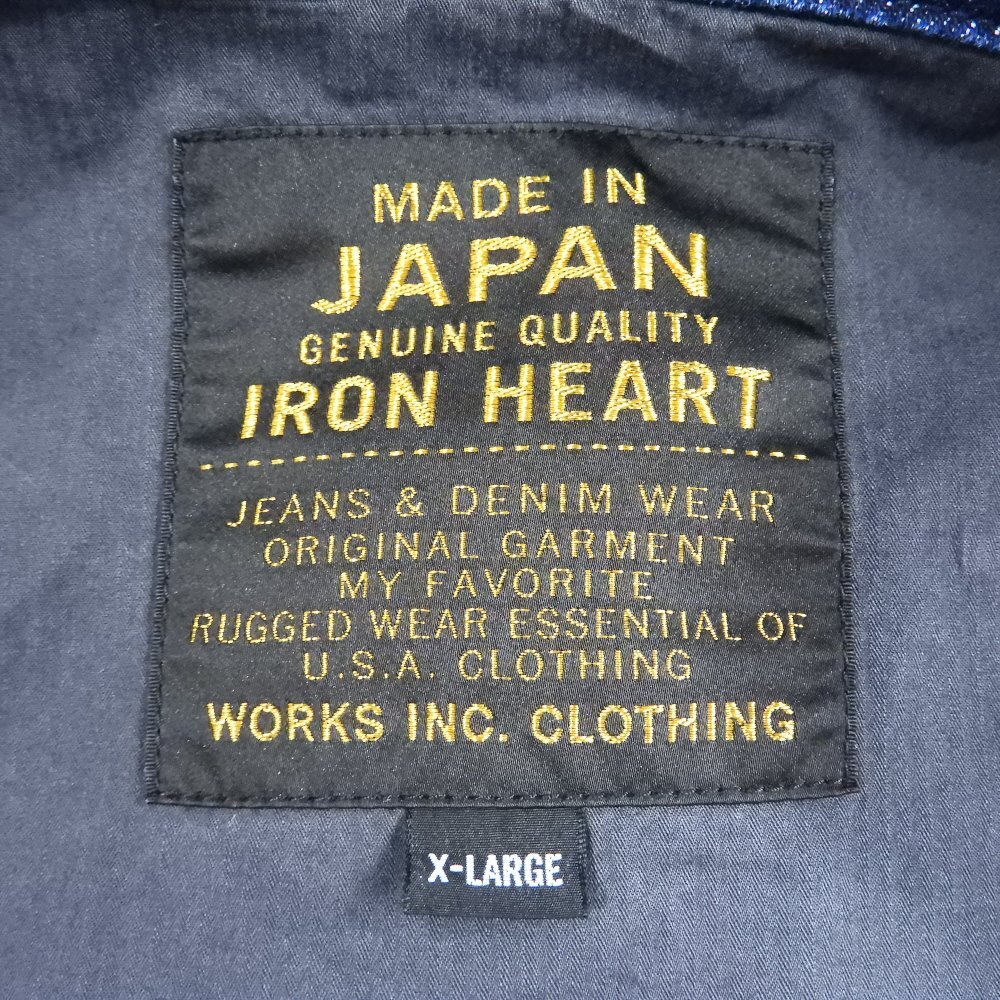 MADE IN
JAPAN
GENUINE QUALITY
IRON HEART
JEANS & DENIM WEAR
ORIGINAL GARMENT
MY FAVORITE
RUGGED WEAR ESSENTIAL OF
U.S.A. CLOTHING
WORKS INC. CLOTHING
X-LARGE